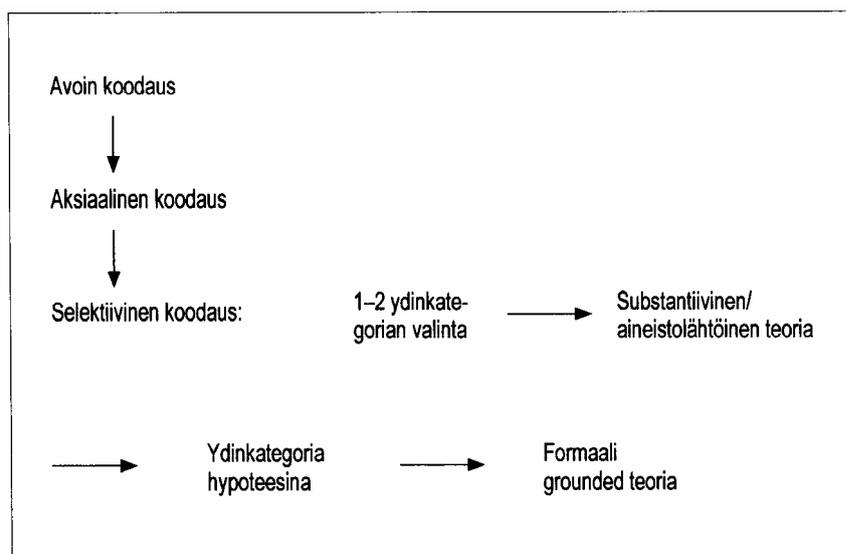 Avoin koodaus
Aksiaalinen koodaus
Selektiivinen koodaus:
1–2 ydinkate-
gorian valinta
Substantiivinen/
aineistolähtöinen teoria
Ydinkategoria
hypoteesina
Formaali
grounded teoria